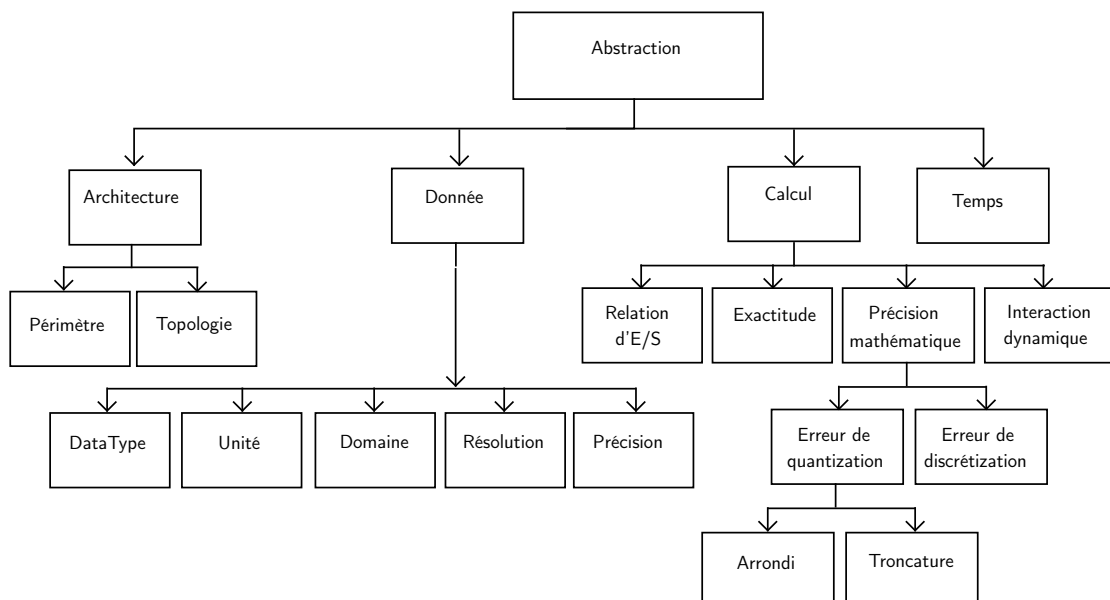 Abstraction
Architecture
Donnée
Calcul
Temps
Périmètre
Topologie
Relation
d'E/S
Exactitude
Précision
mathématique
Interaction
dynamique
DataType
Unité
Domaine
Résolution
Précision
Erreur de
quantization
Erreur de
discrétization
Arrondi
Troncature